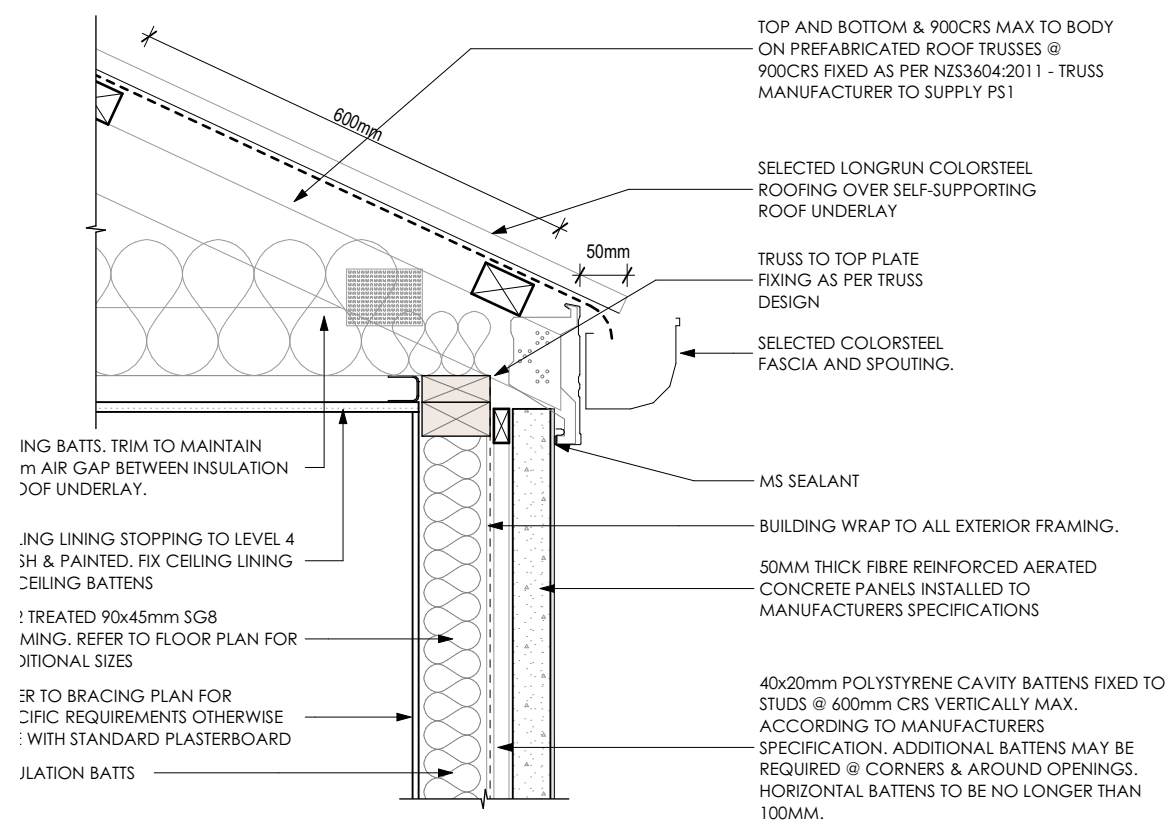 TOP AND BOTTOM & 900CRS MAX TO BODY
ON PREFABRICATED ROOF TRUSSES @
900CRS FIXED AS PER NZS3604:2011 - TRUSS
MANUFACTURER TO SUPPLY PS1
600mm
SELECTED LONGRUN COLORSTEEL
ROOFING OVER SELF-SUPPORTING
ROOF UNDERLAY
50mm
TRUSS TO TOP PLATE
FIXING AS PER TRUSS
DESIGN
SELECTED COLORSTEEL
FASCIA AND SPOUTING.
ING BATTS. TRIM TO MAINTAIN
m AIR GAP BETWEEN INSULATION
OOF UNDERLAY.
MS SEALANT
BUILDING WRAP TO ALL EXTERIOR FRAMING.
ING LINING STOPPING TO LEVEL 4
SH & PAINTED. FIX CEILING LINING
CEILING BATTENS
50MM THICK FIBRE REINFORCED AERATED
CONCRETE PANELS INSTALLED TO
MANUFACTURERS SPECIFICATIONS
2 TREATED 90x45mm SG8
MING. REFER TO FLOOR PLAN FOR
DITIONAL SIZES
ER TO BRACING PLAN FOR
CIFIC REQUIREMENTS OTHERWISE
E WITH STANDARD PLASTERBOARD
ULATION BATTS
40x20mm POLYSTYRENE CAVITY BATTENS FIXED TO
STUDS @ 600mm CRS VERTICALLY MAX.
ACCORDING TO MANUFACTURERS
SPECIFICATION. ADDITIONAL BATTENS MAY BE
REQUIRED @ CORNERS & AROUND OPENINGS.
HORIZONTAL BATTENS TO BE NO LONGER THAN
100MM.